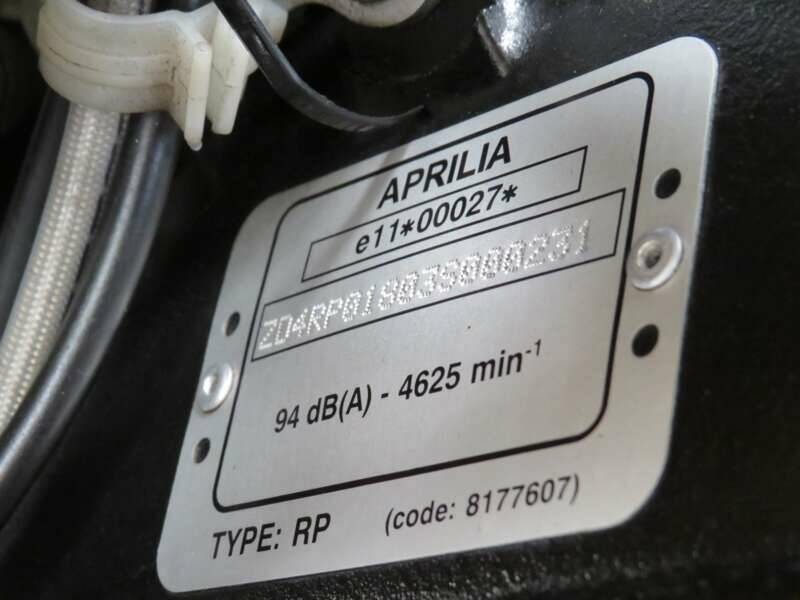 APRILIA
e11*00027*
ZD4RP01803S000231
94 dB(A) - 4625 min-1
TYPE: RP (code: 8177607)